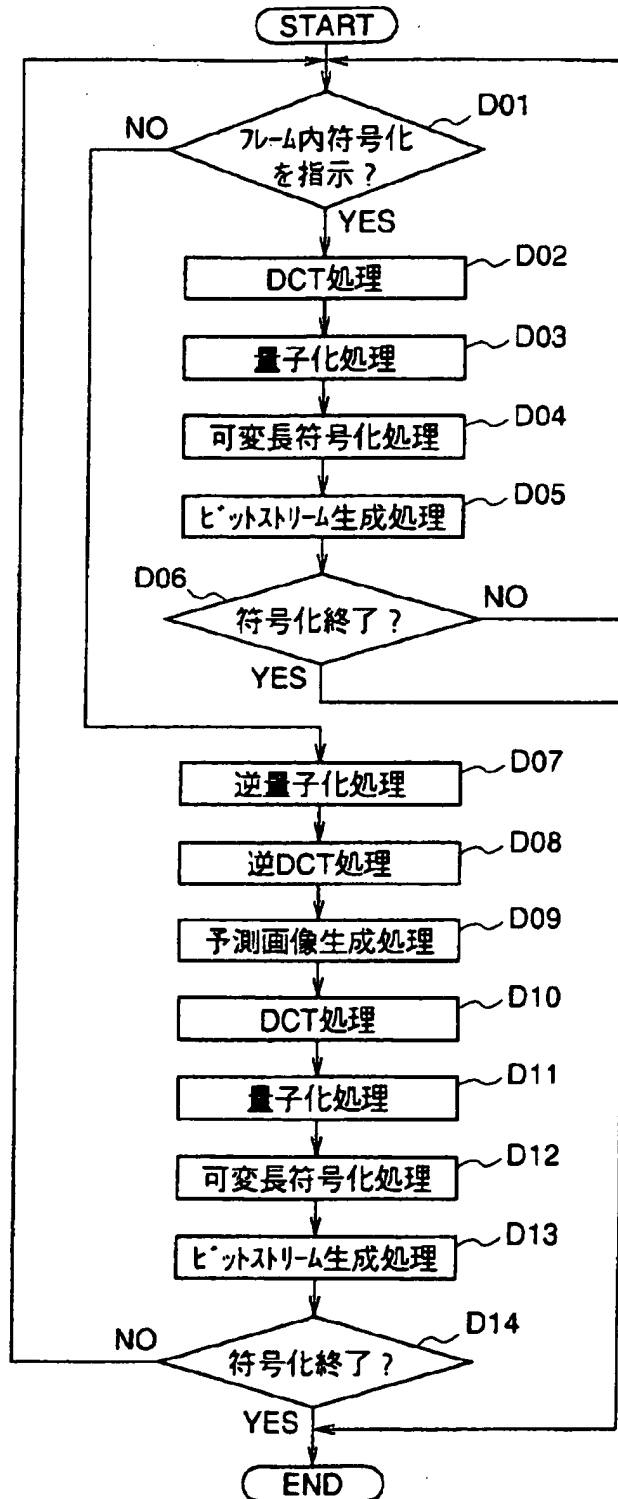 START
D01
NO
フレーム内符号化
を指示?
YES
D02
DCT処理
D03
量子化処理
D04
可変長符号化処理
D05
ビットストリーム生成処理
D06
NO
符号化終了?
YES
D07
逆量子化処理
D08
逆DCT処理
D09
予測画像生成処理
D10
DCT処理
D11
量子化処理
D12
可変長符号化処理
D13
ビットストリーム生成処理
D14
NO
符号化終了?
YES
END